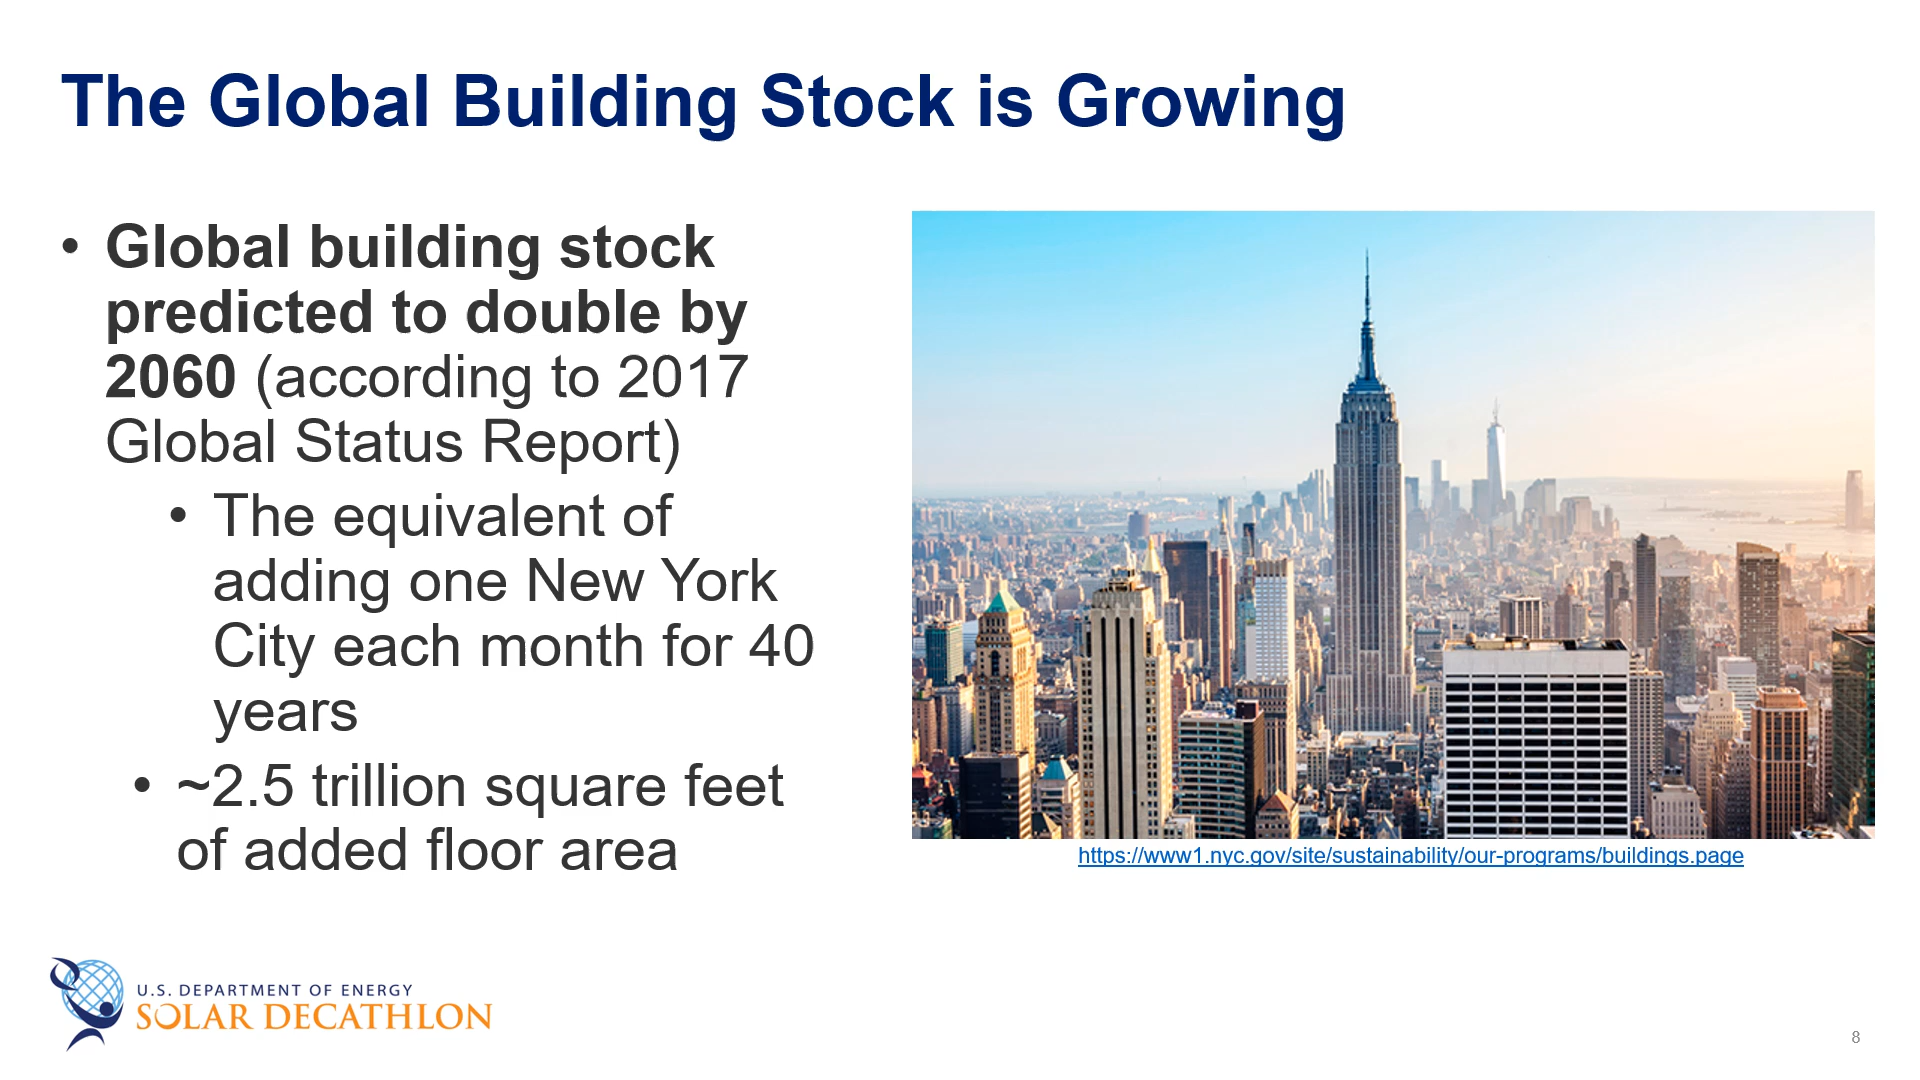 The Global Building Stock is Growing
• Global building stock
predicted to double by
2060 (according to 2017
Global Status Report)
• The equivalent of
adding one New York
City each month for 40
years
• ~2.5 trillion square feet
of added floor area
https://www1.nyc.gov/site/sustainability/our-programs/buildings.page
U.S. DEPARTMENT OF ENERGY
SOLAR DECATHLON
8